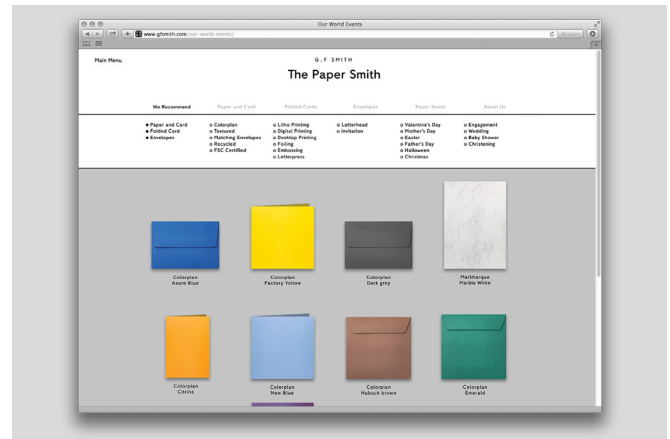 Our World Events
www.gfsmith.com/our-world-events/
Reader
Main Menu
G.F SMITH
The Paper Smith
We Recommend
Paper and Card
Folded Cards
Envelopes
Paper Stand
About Us
Paper and Card
Folded Card
Envelopes
Colorplan
Textured
Matching Envelopes
Recycled
FSC Certified
Litho Printing
Digital Printing
Desktop Printing
Foiling
Embossing
Letterpress
Letterhead
Invitation
Valentine's Day
Mother's Day
Easter
Father's Day
Halloween
Christmas
Engagement
Wedding
Baby Shower
Christening
Colorplan
Azure Blue
Colorplan
Factory Yellow
Colorplan
Dark grey
Marlmarque
Marble White
Colorplan
Citrine
Colorplan
New Blue
Colorplan
Nubuck brown
Colorplan
Emerald